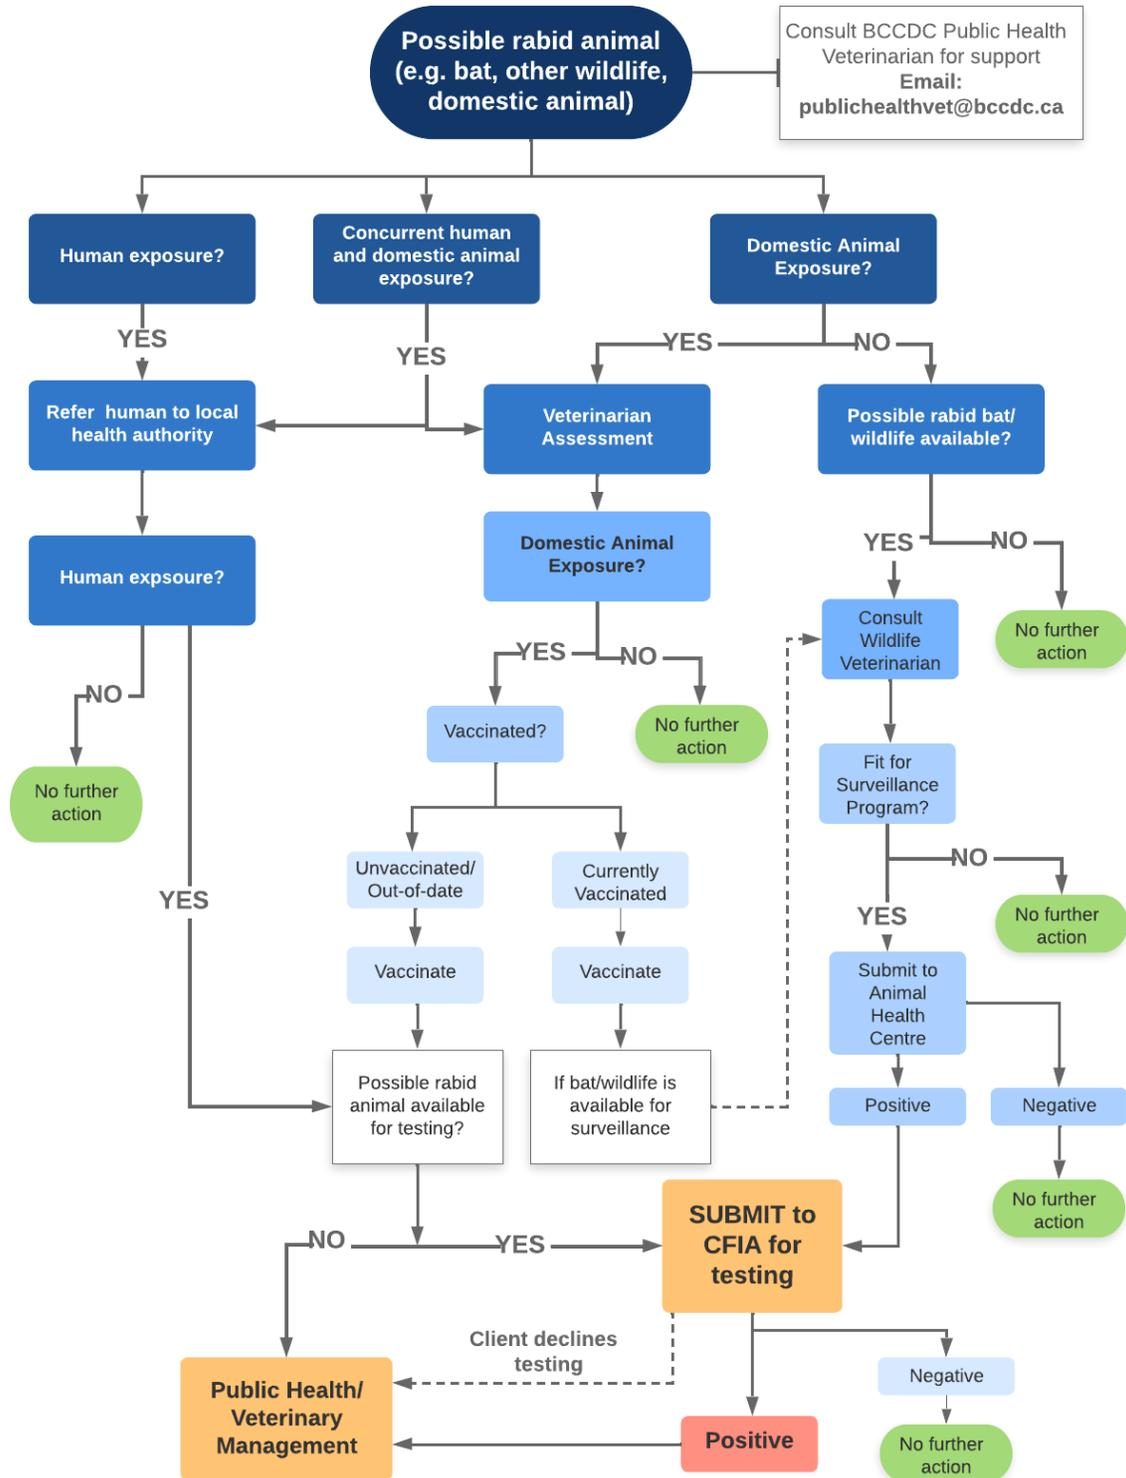 Possible rabid animal
(e.g. bat, other wildlife,
domestic animal)
Consult BCCDC Public Health
Veterinarian for support
Email:
publichealthvet@bccdc.ca
Human exposure?
Concurrent human
and domestic animal
exposure?
Domestic Animal
Exposure?
YES
YES
YES
NO
Refer human to local
health authority
Veterinarian
Assessment
Possible rabid bat/
wildlife available?
Human expsoure?
Domestic Animal
Exposure?
YES
NO
Consult
Wildlife
Veterinarian
No further
action
YES
NO
NO
Vaccinated?
No further
action
No further
action
Fit for
Surveillance
Program?
NO
YES
No further
action
Unvaccinated/
Out-of-date
Currently
Vaccinated
YES
Vaccinate
Vaccinate
Submit to
Animal
Health
Centre
Possible rabid
animal available
for testing?
If bat/wildlife is
available for
surveillance
Positive
Negative
No further
action
NO
YES
SUBMIT to
CFIA for
testing
Client declines
testing
Public Health/
Veterinary
Management
Positive
Negative
No further
action